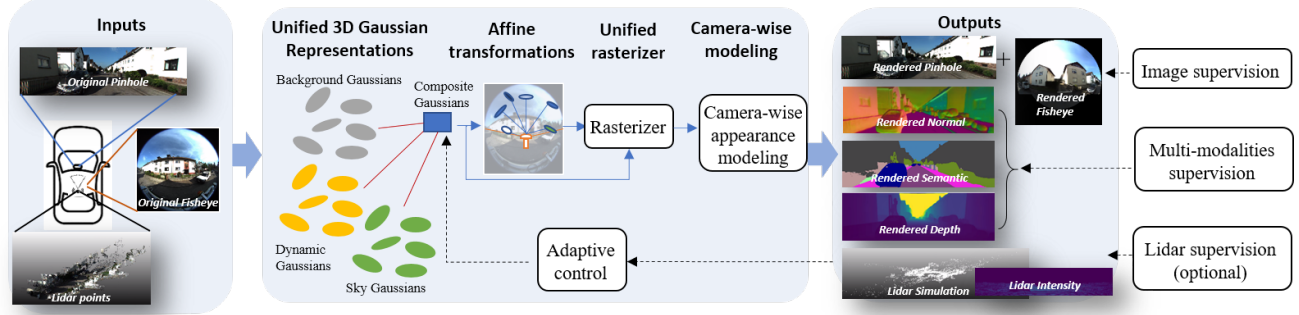 Inputs
Original Pinhole
Original Fisheye
Lidar points
Unified 3D Gaussian
Representations
Background Gaussians
Composite
Gaussians
Dynamic
Gaussians
Sky Gaussians
Affine
transformations
Unified
rasterizer
Rasterizer
Camera-wise
modeling
Camera-wise
appearance
modeling
Adaptive
control
Outputs
Rendered Pinhole
+
Rendered
Fisheye
Rendered Normal
Rendered Semantic
Rendered Depth
Lidar Simulation
Lidar Intensity
Image supervision
Multi-modalities
supervision
Lidar supervision
(optional)